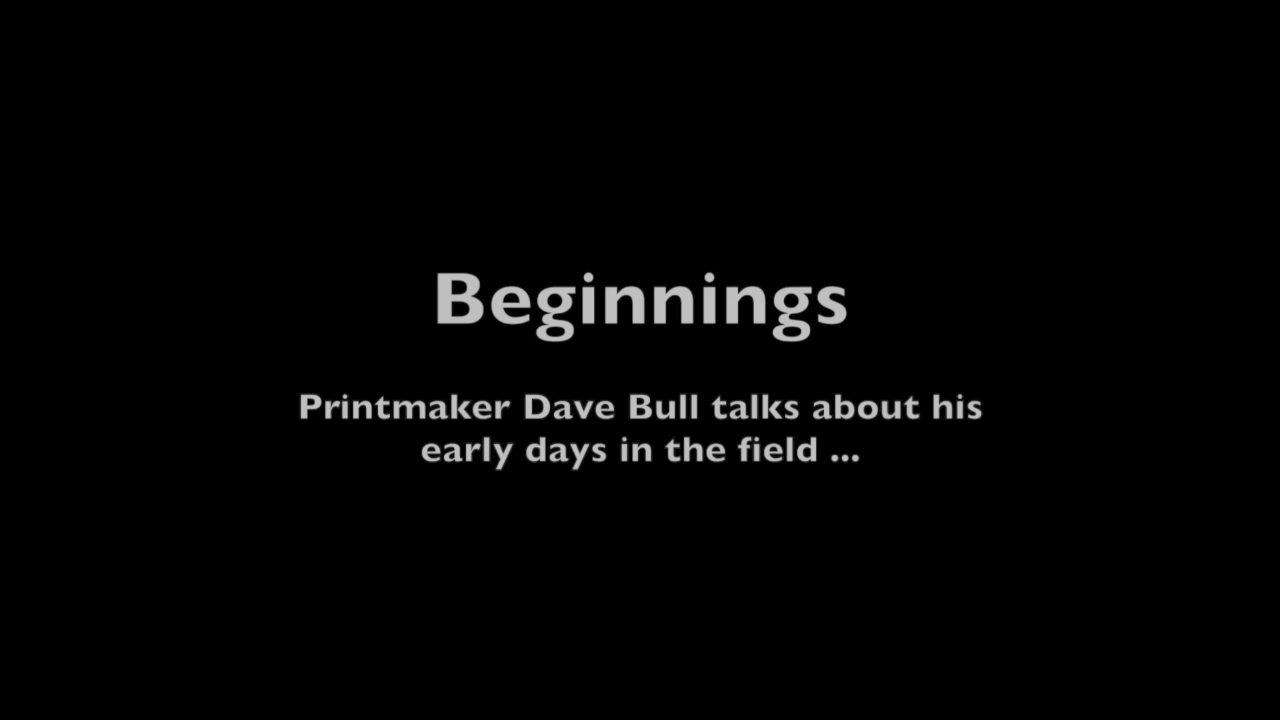 Beginnings
Printmaker Dave Bull talks about his
early days in the field ...